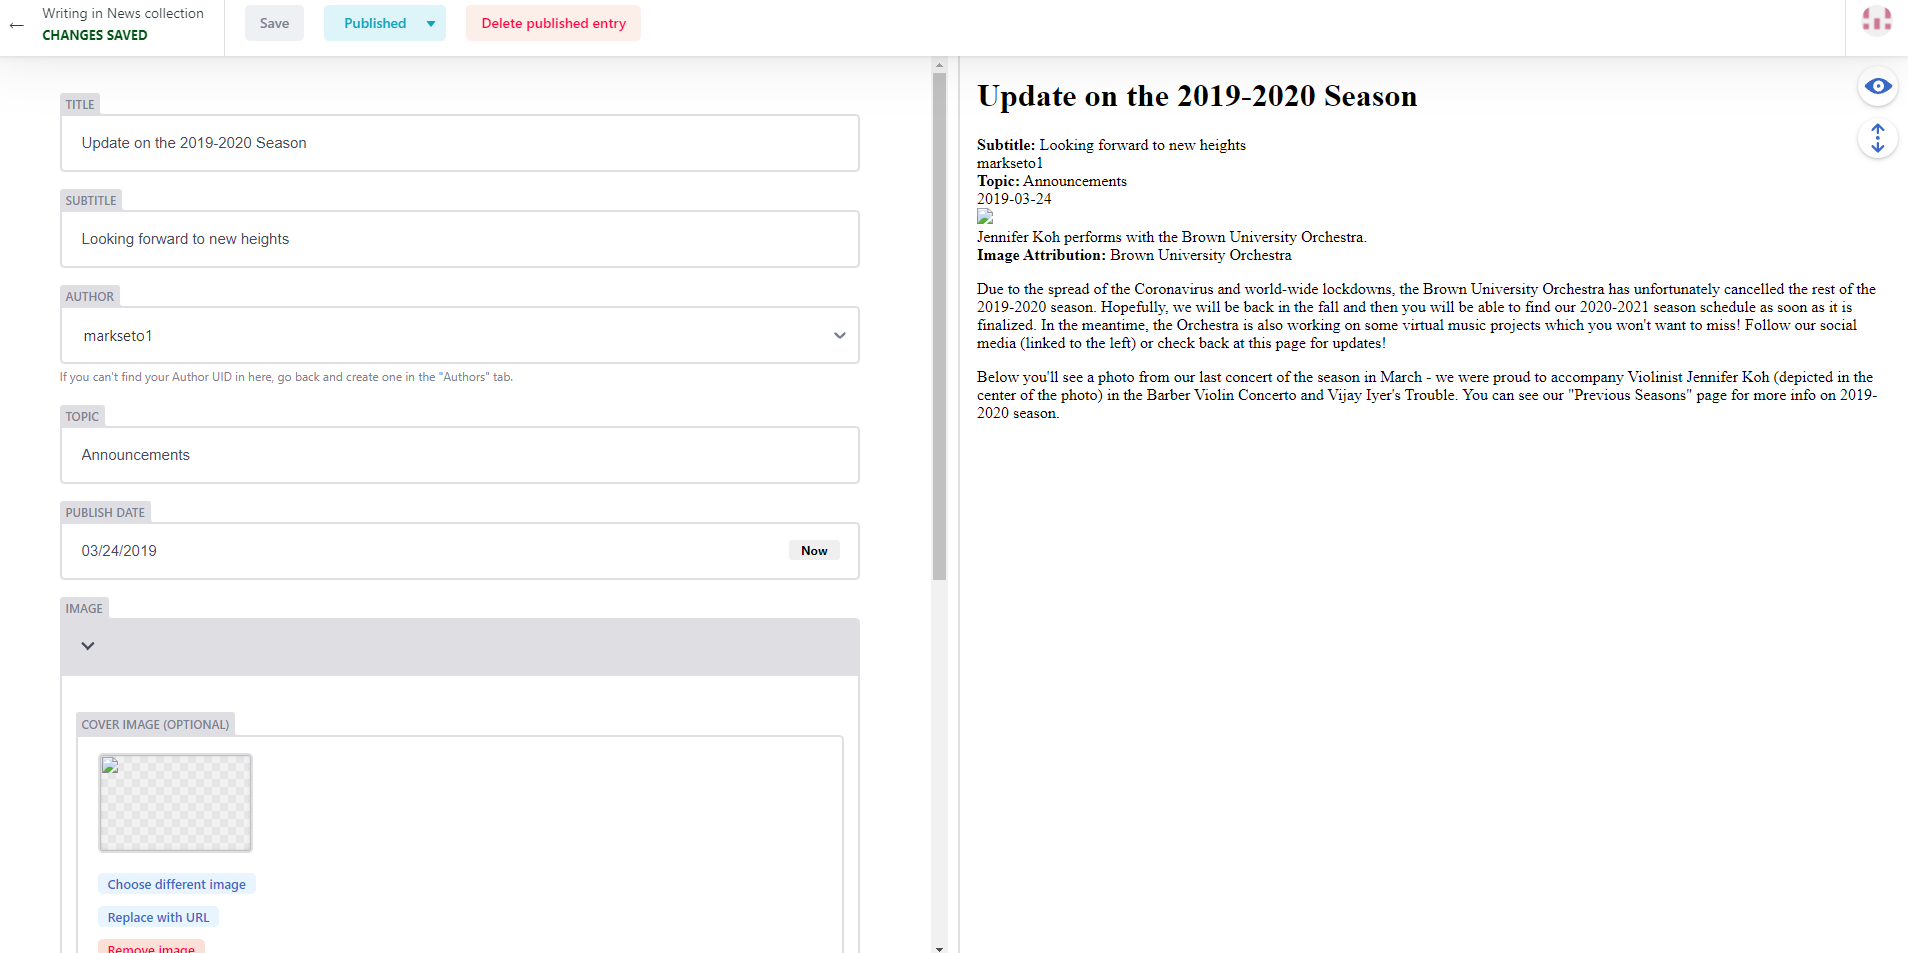 Writing in News collection
CHANGES SAVED
Save
Published
Delete published entry
TITLE
Update on the 2019-2020 Season
SUBTITLE
Looking forward to new heights
AUTHOR
markseto1
If you can't find your Author UID in here, go back and create one in the "Authors" tab.
TOPIC
Announcements
PUBLISH DATE
03/24/2019
Now
IMAGE
COVER IMAGE (OPTIONAL)
Choose different image
Replace with URL
Remove image
Update on the 2019-2020 Season
Subtitle: Looking forward to new heights
markseto1
Topic: Announcements
2019-03-24
Jennifer Koh performs with the Brown University Orchestra.
Image Attribution: Brown University Orchestra
Due to the spread of the Coronavirus and world-wide lockdowns, the Brown University Orchestra has unfortunately cancelled the rest of the
2019-2020 season. Hopefully, we will be back in the fall and then you will be able to find our 2020-2021 season schedule as soon as it is
finalized. In the meantime, the Orchestra is also working on some virtual music projects which you won't want to miss! Follow our social
media (linked to the left) or check back at this page for updates!
Below you'll see a photo from our last concert of the season in March - we were proud to accompany Violinist Jennifer Koh (depicted in the
center of the photo) in the Barber Violin Concerto and Vijay Iyer's Trouble. You can see our "Previous Seasons" page for more info on 2019-
2020 season.